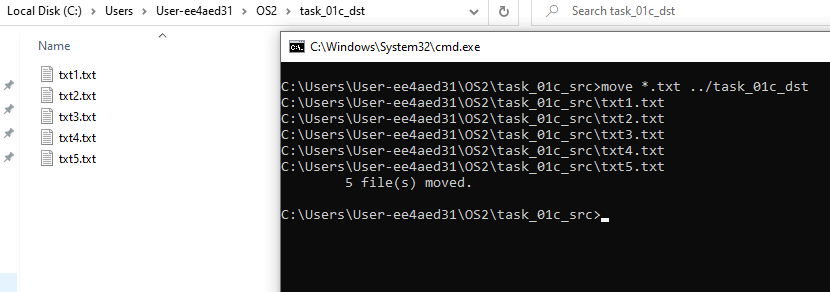 Local Disk (C:) > Users > User-ee4aed31 > OS2 > task_01c_dst
Search task_01c_dst
Name
txt1.txt
txt2.txt
txt3.txt
txt4.txt
txt5.txt
C:\Windows\System32\cmd.exe
C:\Users\User-ee4aed31\OS2\task_01c_src>move *.txt ../task_01c_dst
C:\Users\User-ee4aed31\OS2\task_01c_src\txt1.txt
C:\Users\User-ee4aed31\OS2\task_01c_src\txt2.txt
C:\Users\User-ee4aed31\OS2\task_01c_src\txt3.txt
C:\Users\User-ee4aed31\OS2\task_01c_src\txt4.txt
C:\Users\User-ee4aed31\OS2\task_01c_src\txt5.txt
        5 file(s) moved.
C:\Users\User-ee4aed31\OS2\task_01c_src>